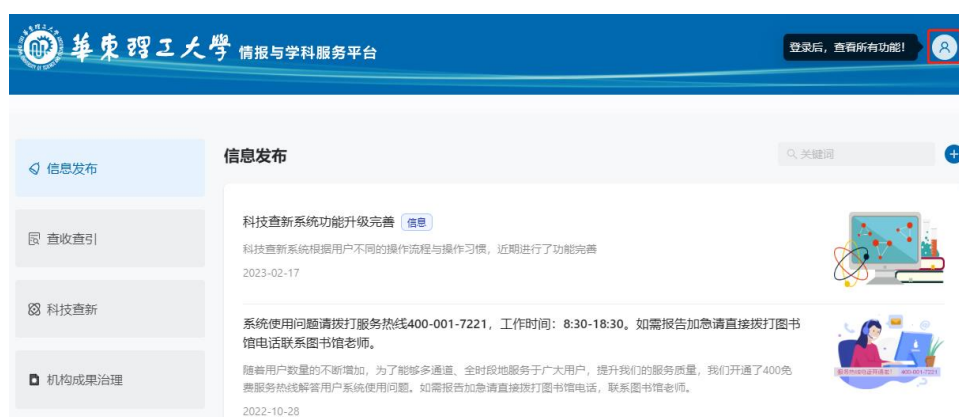 華東理工大學 情报与学科服务平台
登录后，查看所有功能！
信息发布
信息发布
关键词
查收查引
科技查新
机构成果治理
科技查新系统功能升级完善 信息
科技查新系统根据用户不同的操作流程与操作习惯，近期进行了功能完善
2023-02-17
系统使用问题请拨打服务热线400-001-7221，工作时间：8:30-18:30。如需报告加急请直接拨打图书
馆电话联系图书馆老师。
随着用户数量的不断增加，为了能够多通道、全时段地服务于广大用户，提升我们的服务质量，我们开通了400免
费服务热线解答用户系统使用问题。如需报告加急请直接拨打图书馆电话，联系图书馆老师。
2022-10-28
400-001-7221